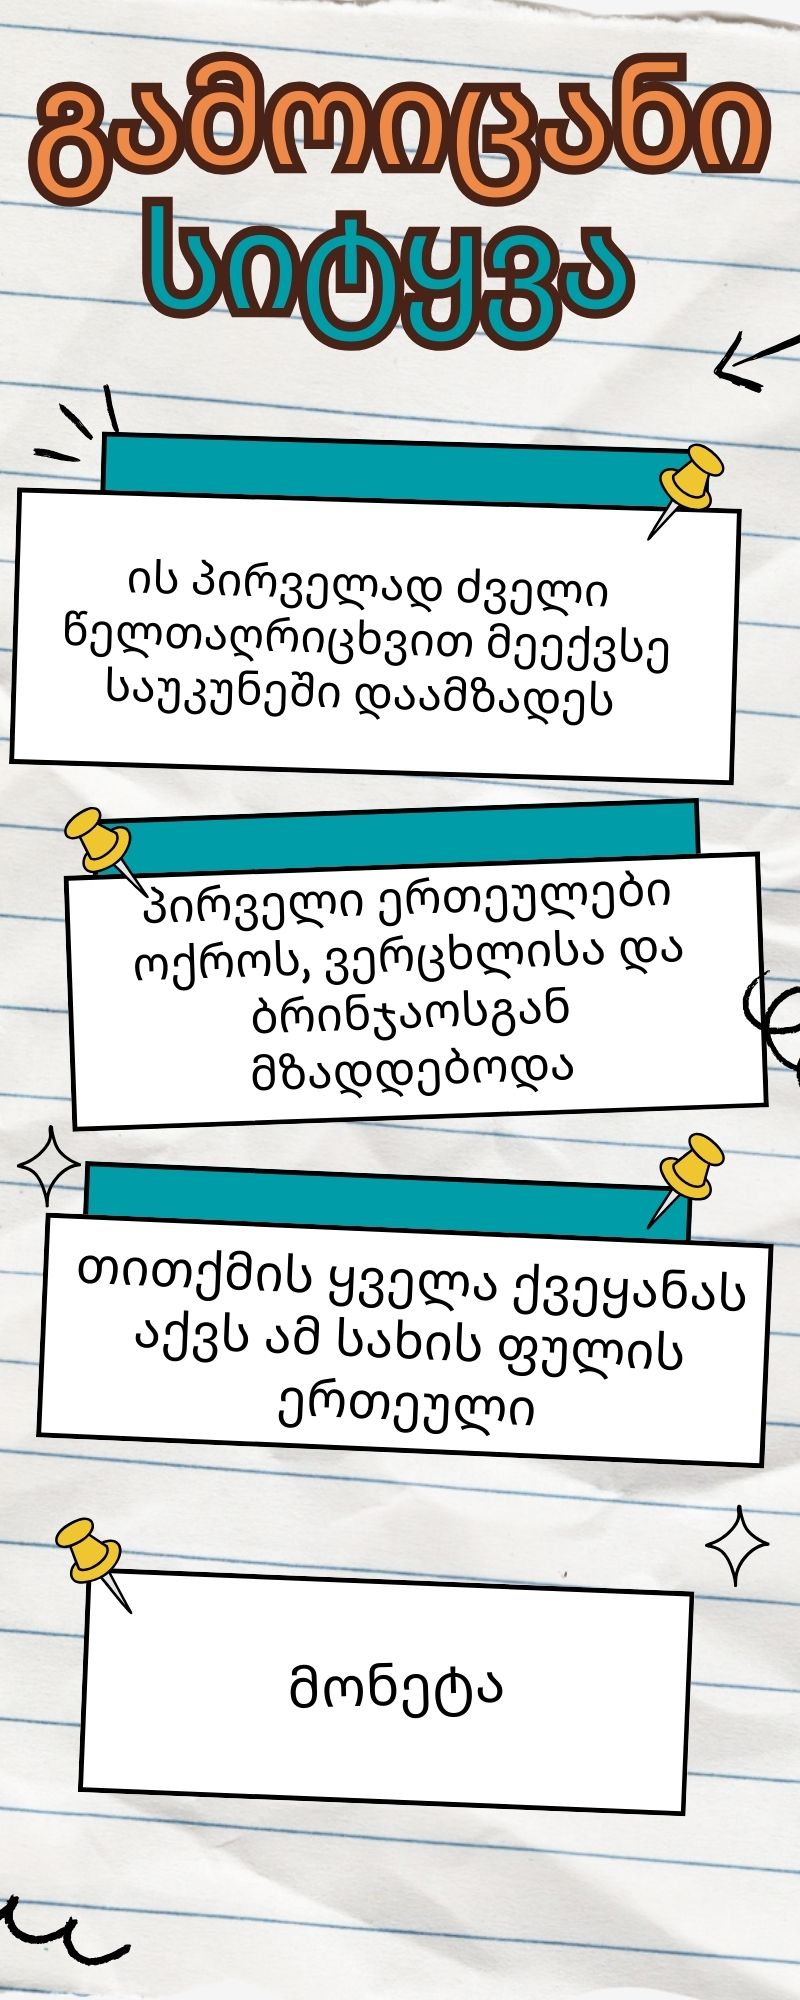 გამოიცანი
სიტყვა
ის პირველად ძველი
წელთაღრიცხვით მეექვსე
საუკუნეში დაამზადეს
პირველი ერთეულები
ოქროს, ვერცხლისა და
ბრინჯაოსგან
მზადდებოდა
თითქმის ყველა ქვეყანას
აქვს ამ სახის ფულის
ერთეული
მონეტა